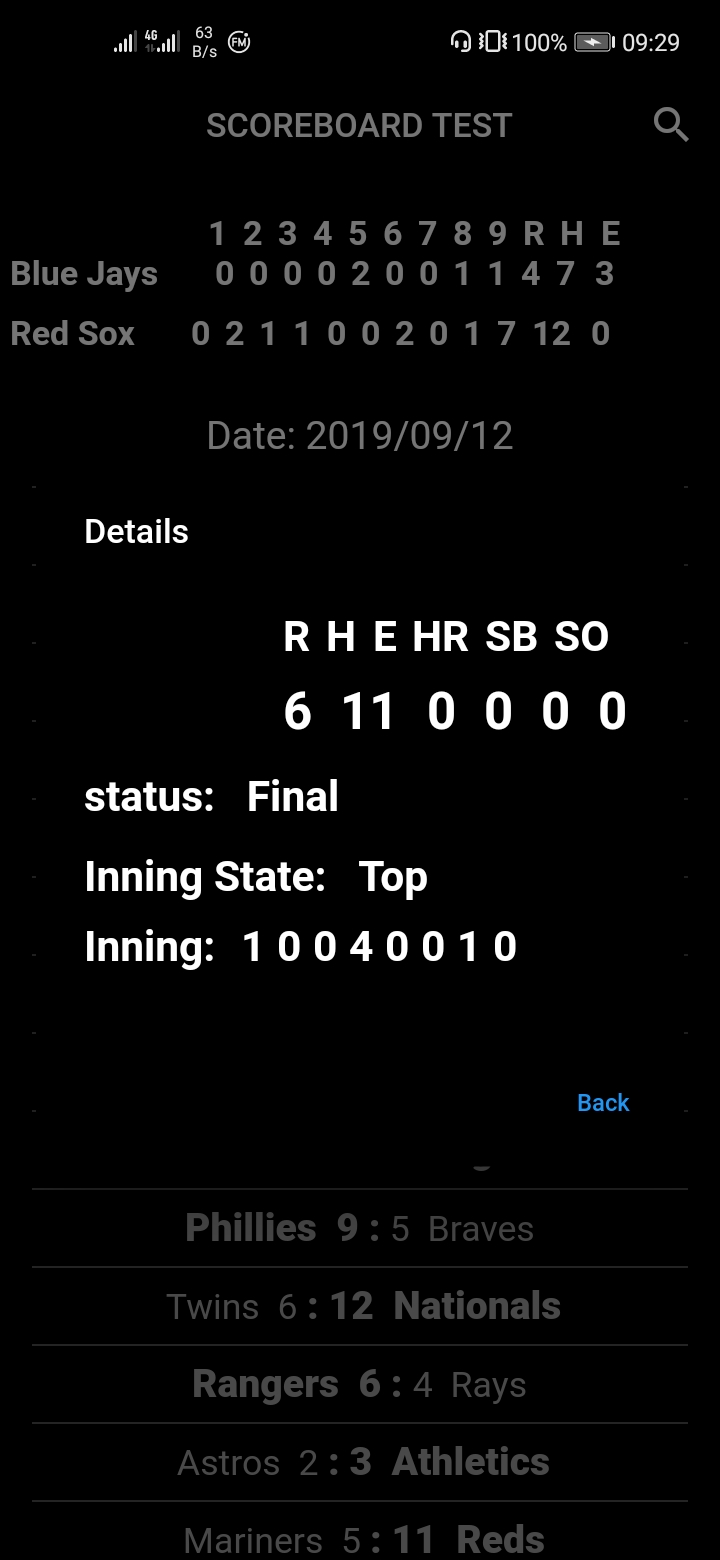 4G 63 B/s FM 100% 09:29
SCOREBOARD TEST
1 2 3 4 5 6 7 8 9 R H E
Blue Jays 0 0 0 0 2 0 0 1 1 4 7 3
Red Sox 0 2 1 1 0 0 2 0 1 7 12 0
Date: 2019/09/12
Details
R H E HR SB SO
6 11 0 0 0 0
status: Final
Inning State: Top
Inning: 1 0 0 4 0 0 1 0
Back
Phillies 9 : 5 Braves
Twins 6 : 12 Nationals
Rangers 6 : 4 Rays
Astros 2 : 3 Athletics
Mariners 5 : 11 Reds